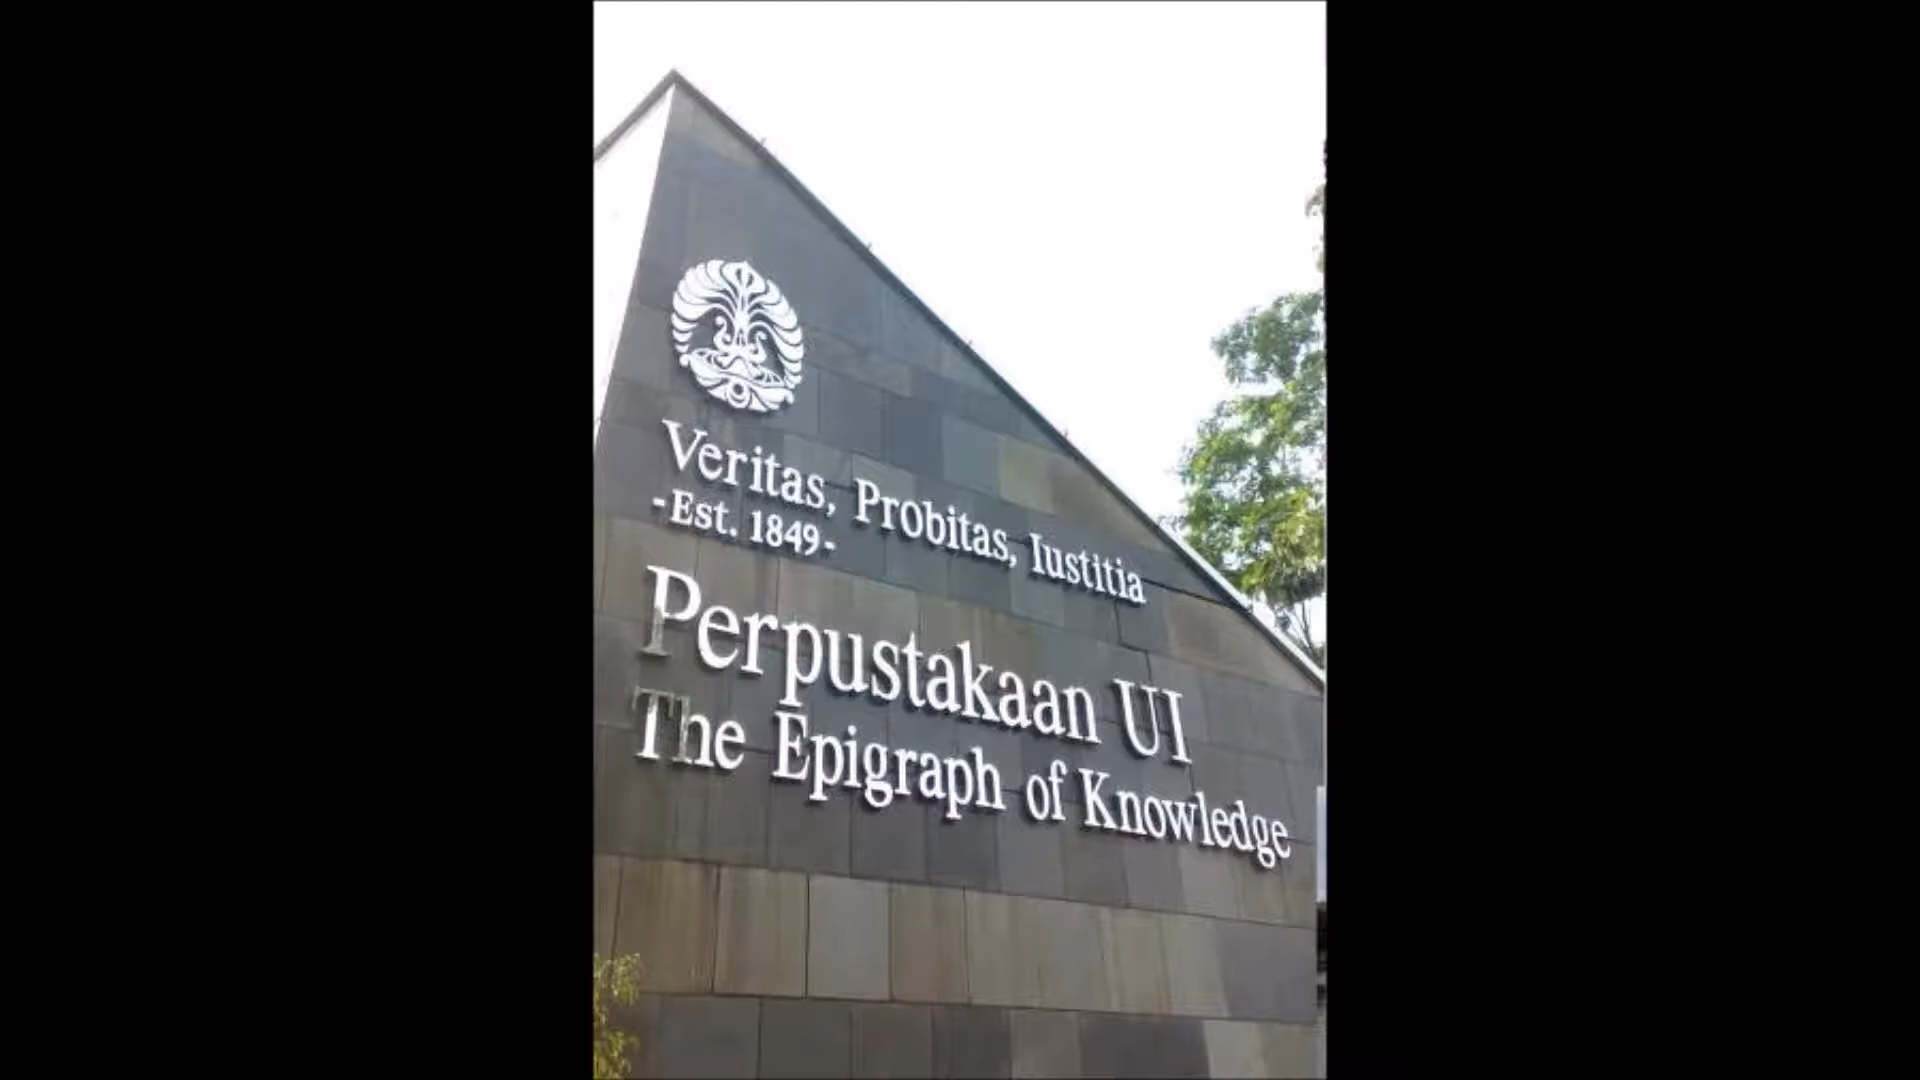 Veritas, Probitas, Iustitia
-Est. 1849-
Perpustakaan UI
The Epigraph of Knowledge